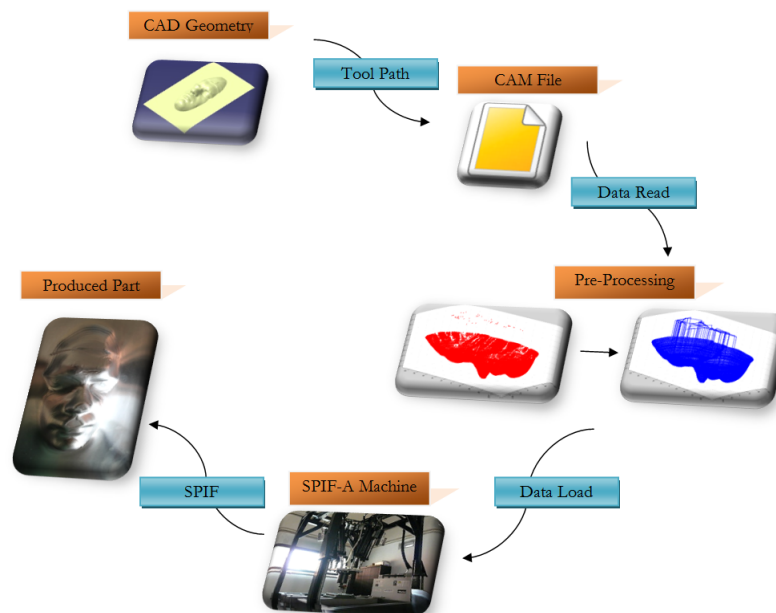 CAD Geometry
Tool Path
CAM File
Data Read
Pre-Processing
Data Load
SPIF-A Machine
SPIF
Produced Part